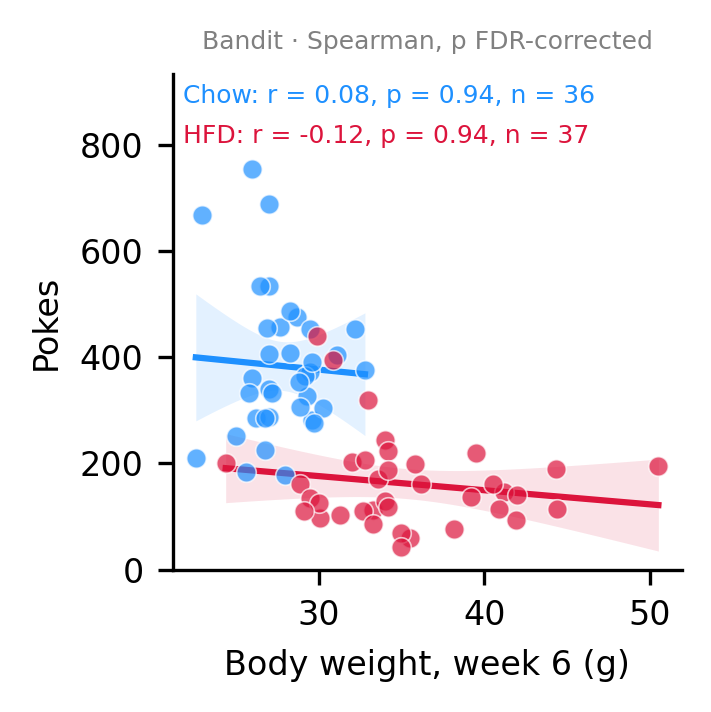 Bandit · Spearman, p FDR-corrected
Chow: r = 0.08, p = 0.94, n = 36
HFD: r = -0.12, p = 0.94, n = 37
800
600
400
200
0
Pokes
30 40 50
Body weight, week 6 (g)